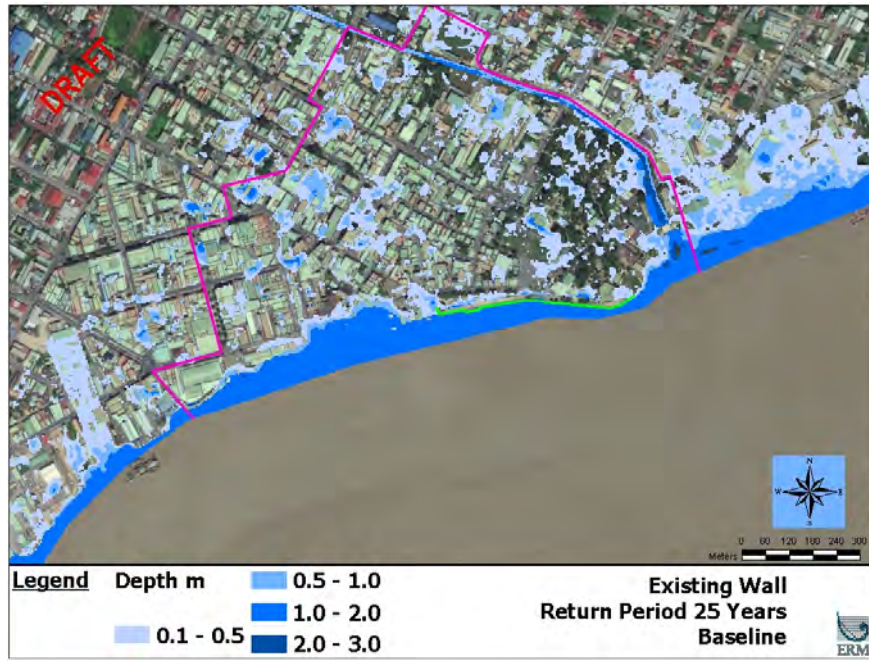 DRAFT
N
W E
S
0 60 120 180 240 300
Meters
Legend Depth m
0.1 - 0.5
0.5 - 1.0
1.0 - 2.0
2.0 - 3.0
Existing Wall
Return Period 25 Years
Baseline
ERM